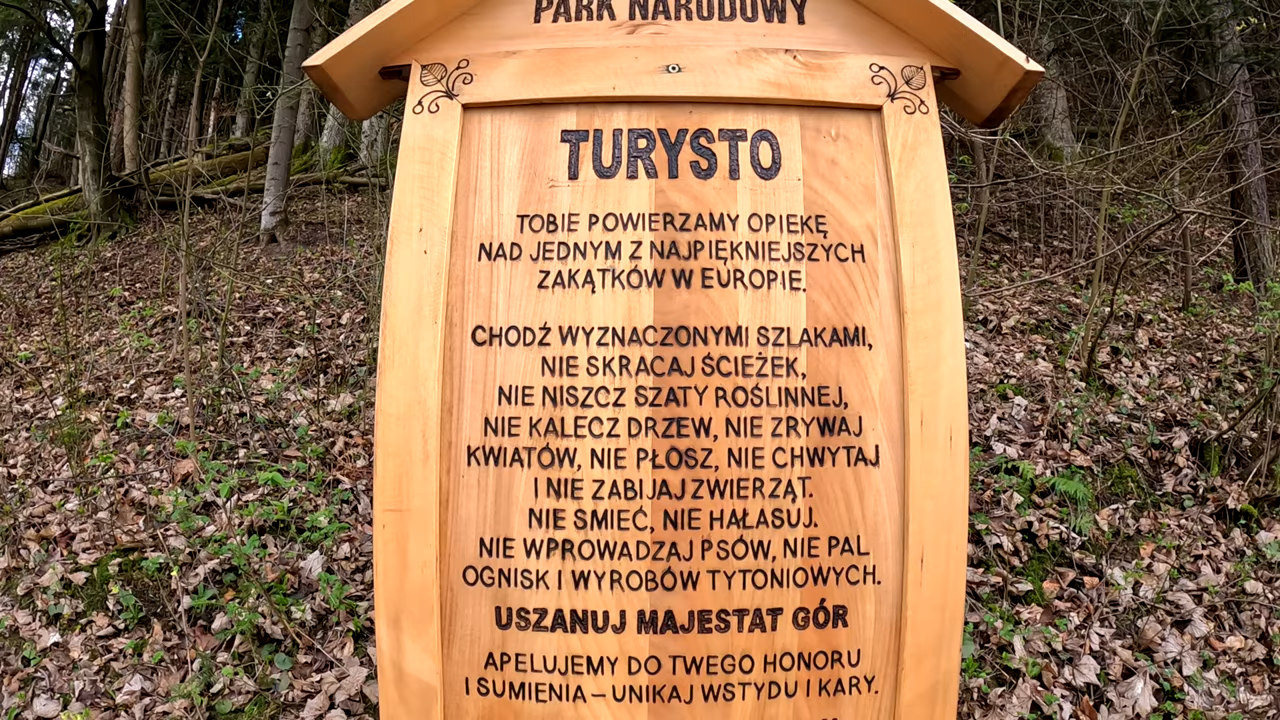 PARK NARODOWY
TURYSTO
TOBIE POWIERZAMY OPIEKĘ
NAD JEDNYM Z NAJPIĘKNIEJSZYCH
ZAKĄTKÓW W EUROPIE.
CHODŹ WYZNACZONYMI SZLAKAMI,
NIE SKRACAJ ŚCIEŻEK,
NIE NISZCZ SZATY ROŚLINNEJ,
NIE KALECZ DRZEW, NIE ZRYWAJ
KWIATÓW, NIE PŁOSZ, NIE CHWYTAJ
I NIE ZABIJAJ ZWIERZĄT.
NIE SMIEĆ, NIE HAŁASUJ.
NIE WPROWADZAJ PSÓW, NIE PAL
OGNISK I WYROBÓW TYTONIOWYCH.
USZANUJ MAJESTAT GÓR
APELUJEMY DO TWEGO HONORU
I SUMIENIA – UNIKAJ WSTYDU I KARY.